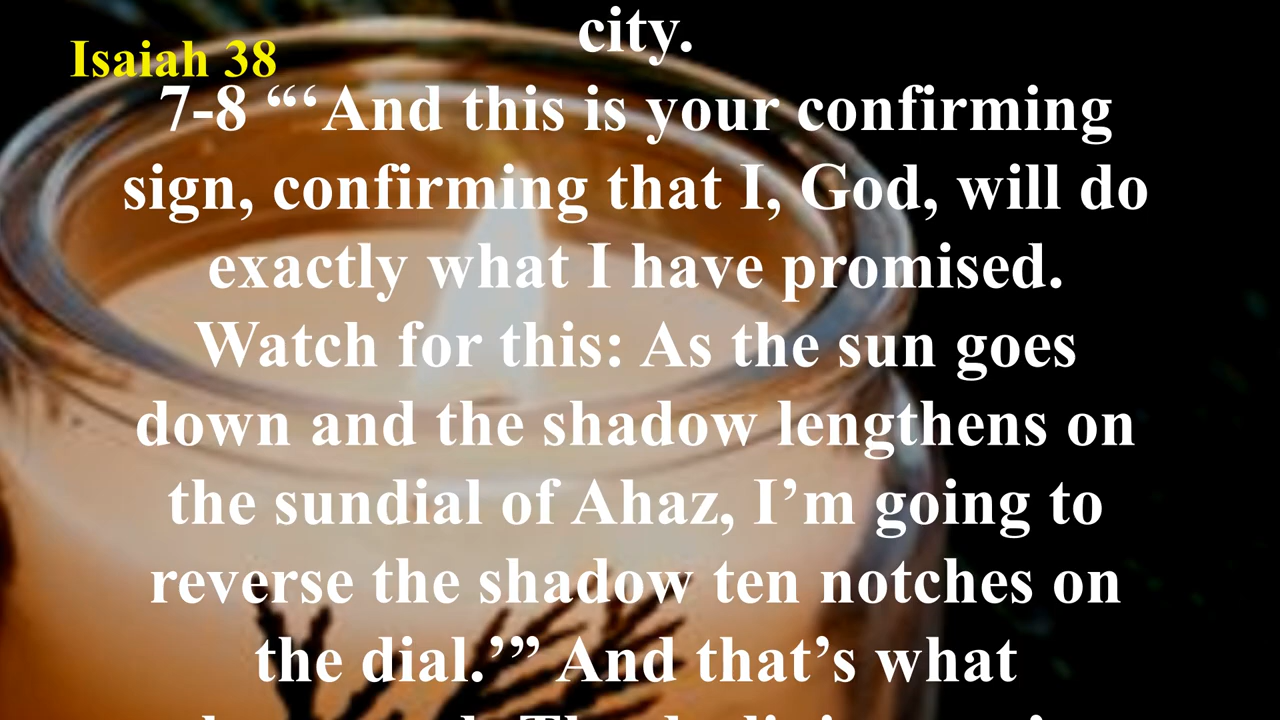 city.
Isaiah 38
7-8 “‘And this is your confirming
sign, confirming that I, God, will do
exactly what I have promised.
Watch for this: As the sun goes
down and the shadow lengthens on
the sundial of Ahaz, I’m going to
reverse the shadow ten notches on
the dial.’” And that’s what